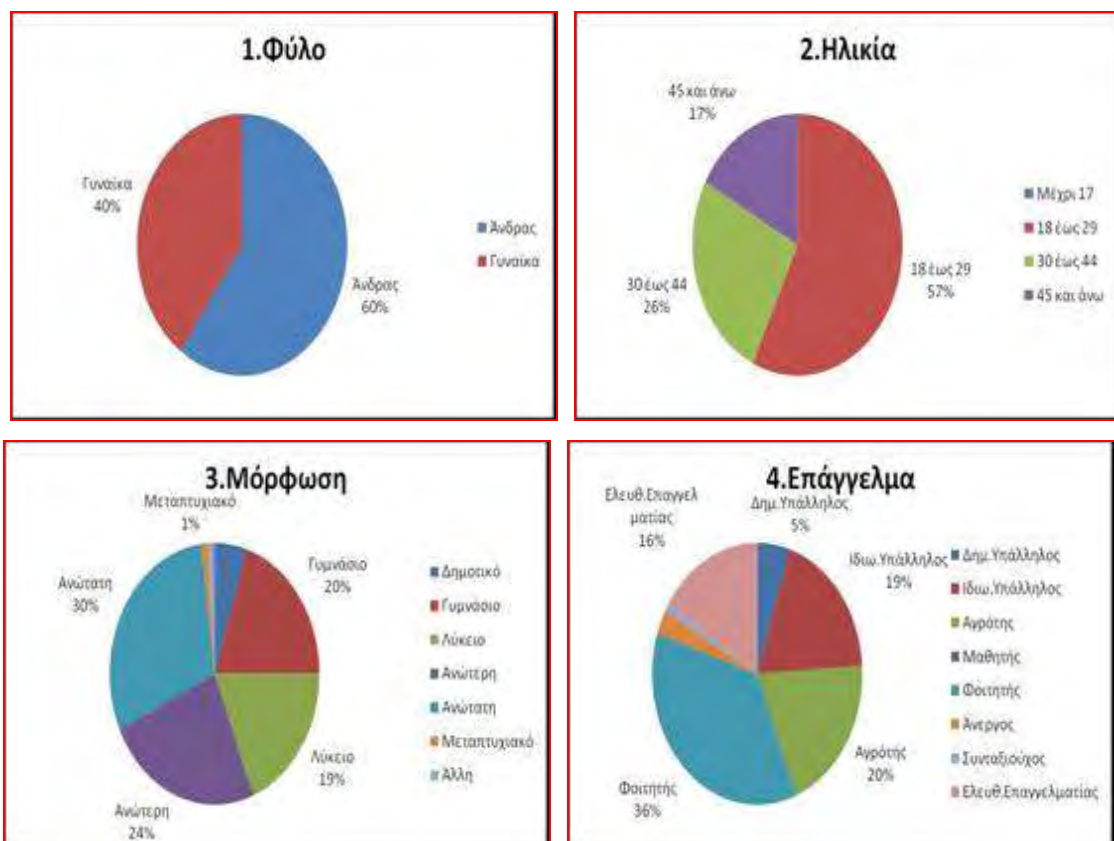 1.Φύλο
Γυναίκα
40%
Άνδρας
60%
Άνδρας
Γυναίκα
2.Ηλικία
45 και άνω
17%
30 έως 44
26%
18 έως 29
57%
Μέχρι 17
18 έως 29
30 έως 44
45 και άνω
3.Μόρφωση
Μεταπτυχιακό
1%
Γυμνάσιο
20%
Ανώτατη
30%
Λύκειο
19%
Ανώτερη
24%
Δημοτικό
Γυμνάσιο
Λύκειο
Ανώτερη
Ανώτατη
Μεταπτυχιακό
Άλλη
4.Επάγγελμα
Ελευθ.Επαγγελ
ματίας
16%
Δημ.Υπάλληλος
5%
Ιδιω.Υπάλληλος
19%
Αγρότής
20%
Φοιτητής
36%
Δημ.Υπάλληλος
Ιδιω.Υπάλληλος
Αγρότης
Μαθητής
Φοιτητής
Άνεργος
Συνταξιούχος
Ελευθ.Επαγγελματίας